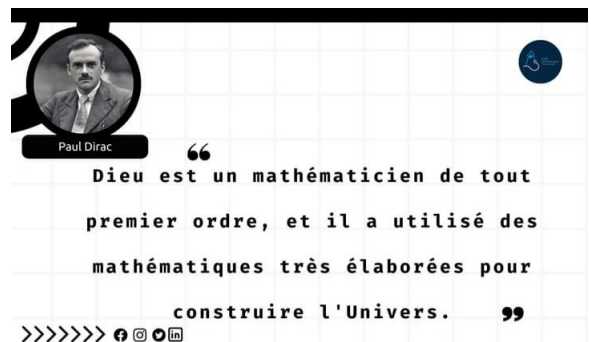 Paul Dirac
“
Dieu est un mathématicien de tout
premier ordre, et il a utilisé des
mathématiques très élaborées pour
construire l'Univers. ”
>>>>>>>